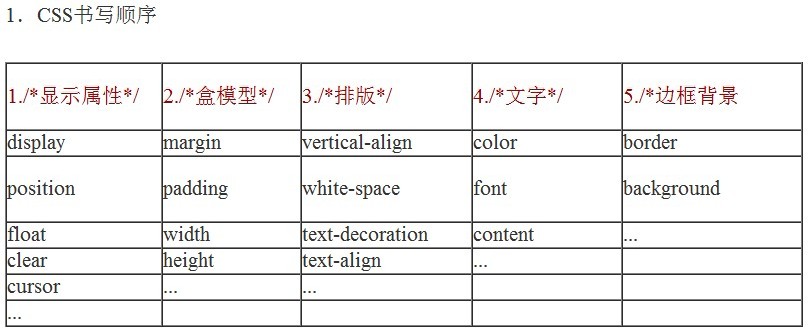 1．CSS书写顺序
1./*显示属性*/ 2./*盒模型*/ 3./*排版*/ 4./*文字*/ 5./*边框背景
display margin vertical-align color border
position padding white-space font background
float width text-decoration content ...
clear height text-align ...
cursor ... ...
...